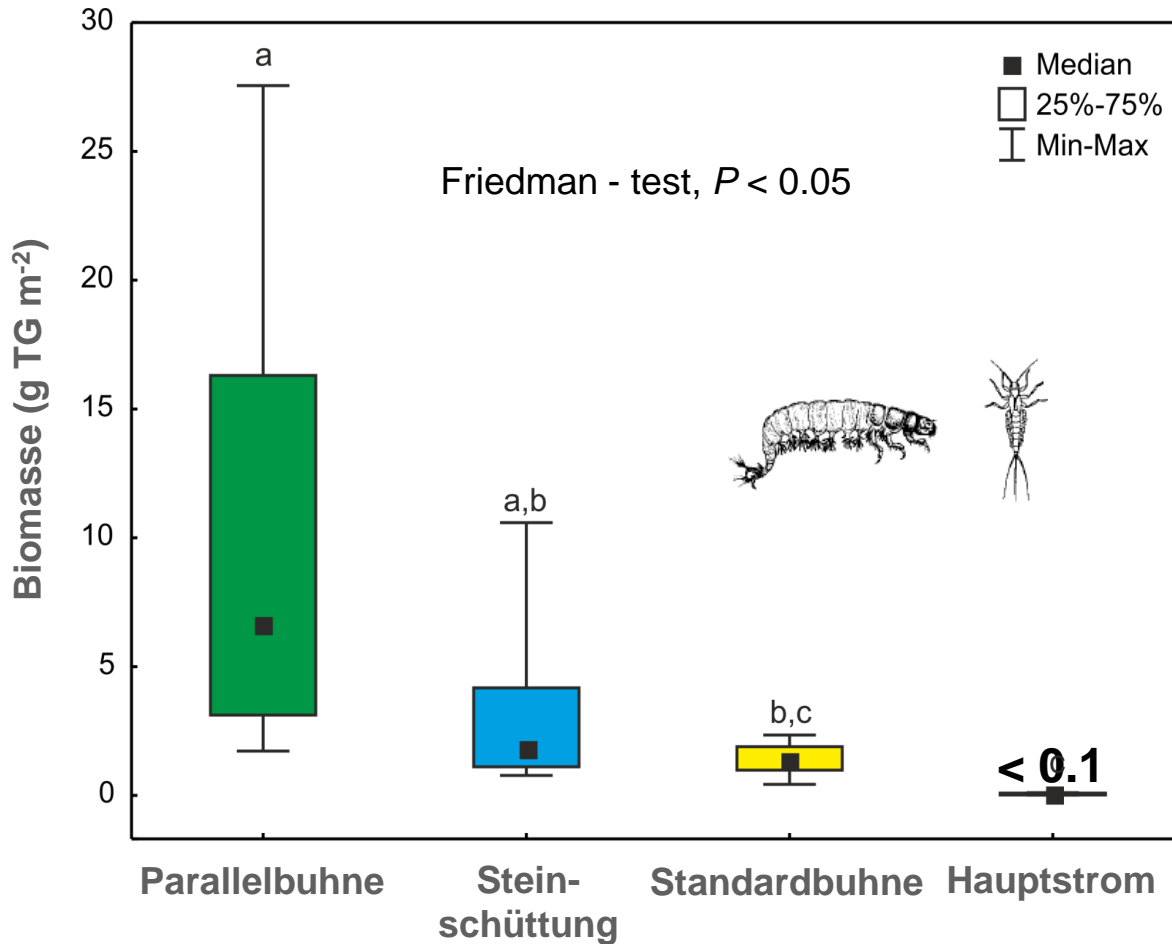 Biomasse (g TG m-2)
30
25
20
15
10
5
0
a
a,b
b,c
c
< 0.1
Friedman - test, P < 0.05
Median
25%-75%
Min-Max
Parallelbuhne
Stein-
schüttung
Standardbuhne
Hauptstrom